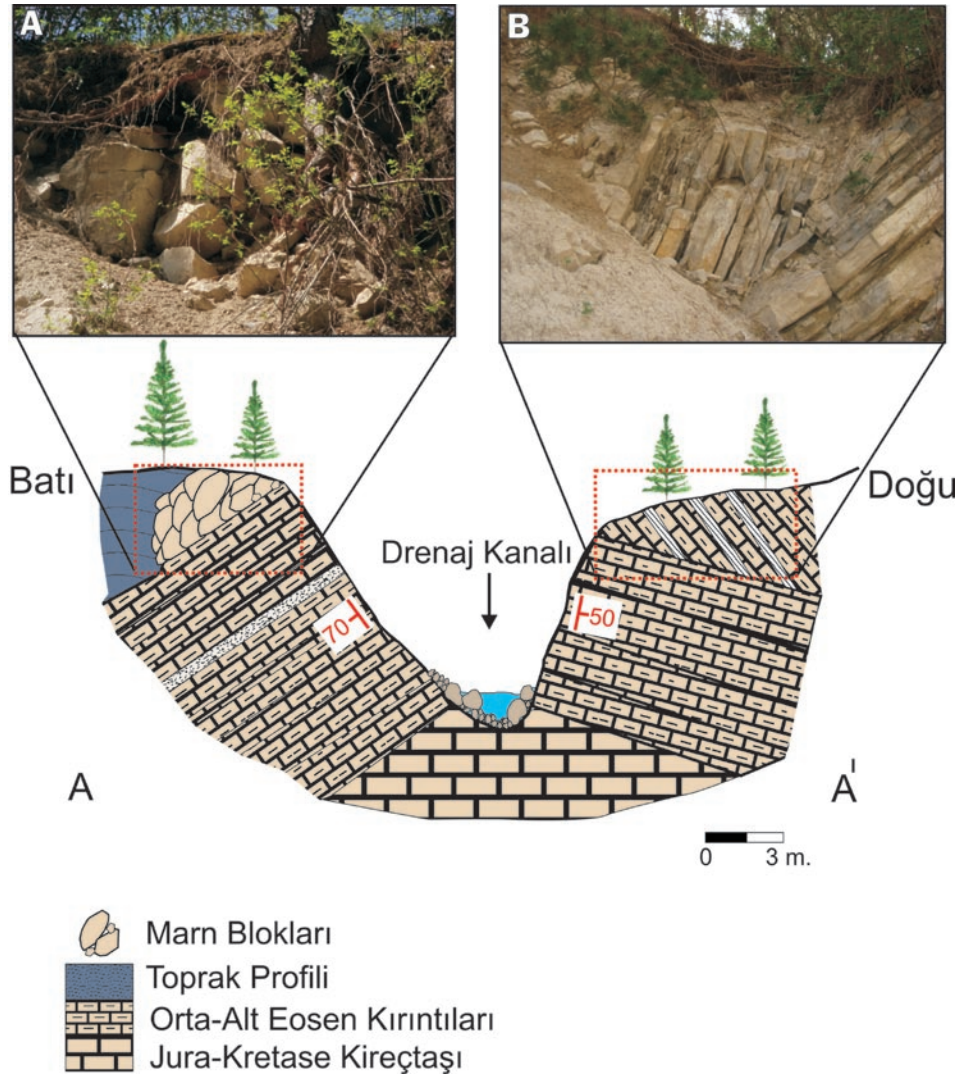 A
B
Batı
Doğu
Drenaj Kanalı
70
50
A
A'
0 3 m.
Marn Blokları
Toprak Profili
Orta-Alt Eosen Kırıntıları
Jura-Kretase Kireçtaşı